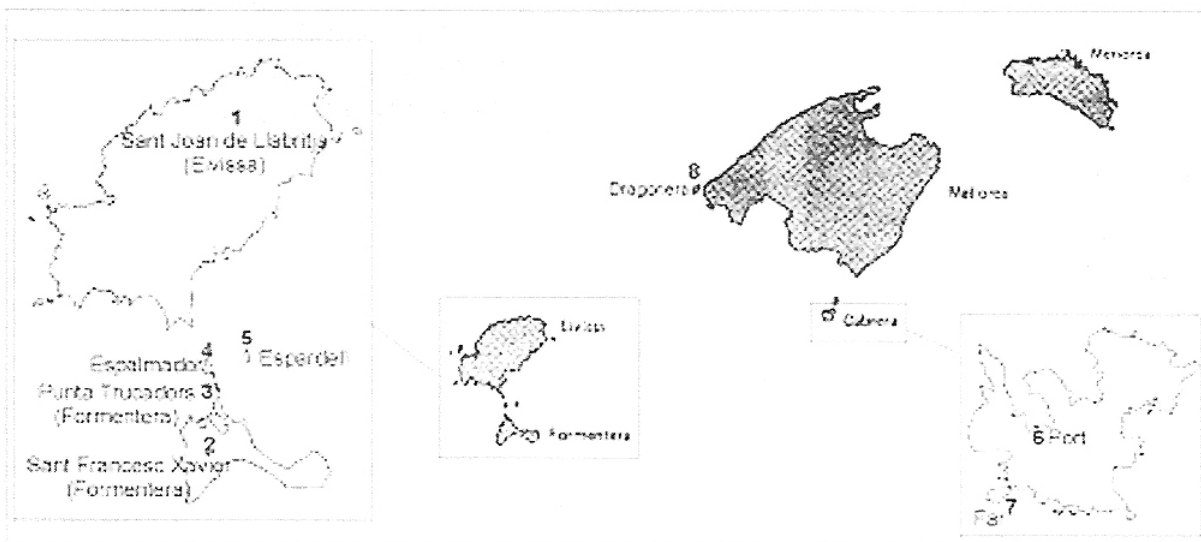 1
Sant Joan de Llabritja
(Eivissa)
5
Espardell
4
Espalmador
Punta Trucadors 3
(Formentera)
2
Sant Francesc Xavier
(Formentera)
Eivissa
Formentera
8
Dragonera
Mallorca
Menorca
Cabrera
6 Port
7